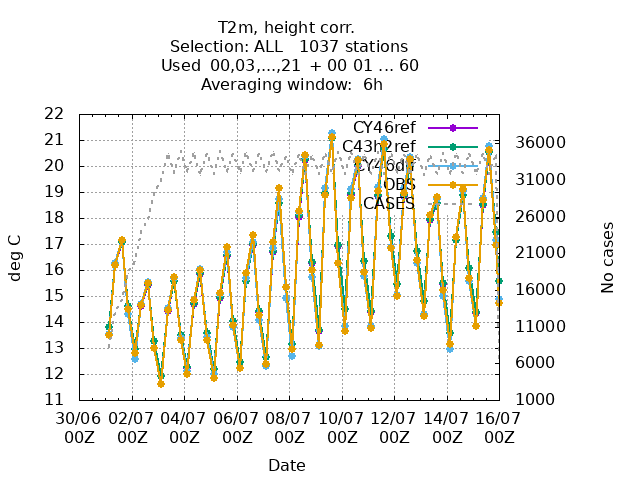 T2m, height corr.
Selection: ALL   1037 stations
Used  00,03,...,21  + 00 01 ... 60
Averaging window:  6h
22
21
20
19
18
17
16
15
14
13
12
11
deg C
36000
31000
26000
21000
16000
11000
6000
1000
No cases
CY46ref
C43h2ref
CY46dif
OBS
CASES
30/06 02/07 04/07 06/07 08/07 10/07 12/07 14/07 16/07
00Z 00Z 00Z 00Z 00Z 00Z 00Z 00Z 00Z
Date